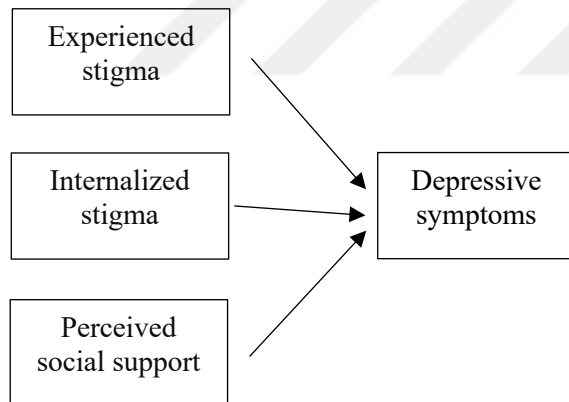 Experienced
stigma
Internalized
stigma
Depressive
symptoms
Perceived
social support